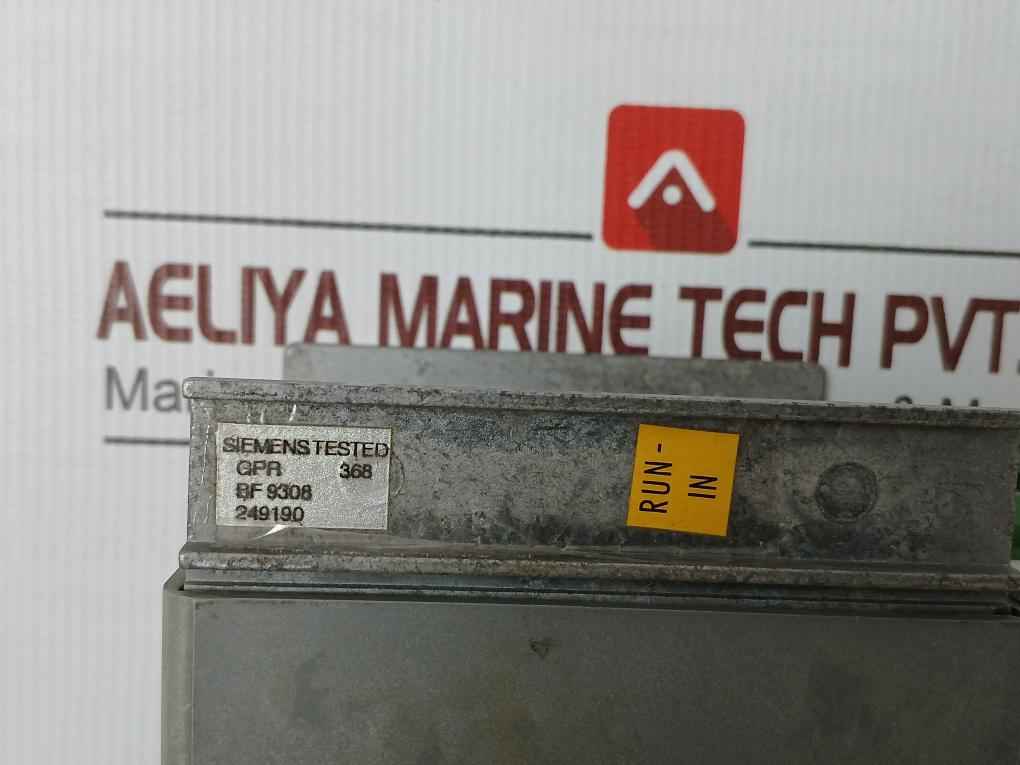 AELIYA MARINE TECH PVT.
SIEMENS TESTED
GPR 368
BF 9308
249190
RUN-
IN